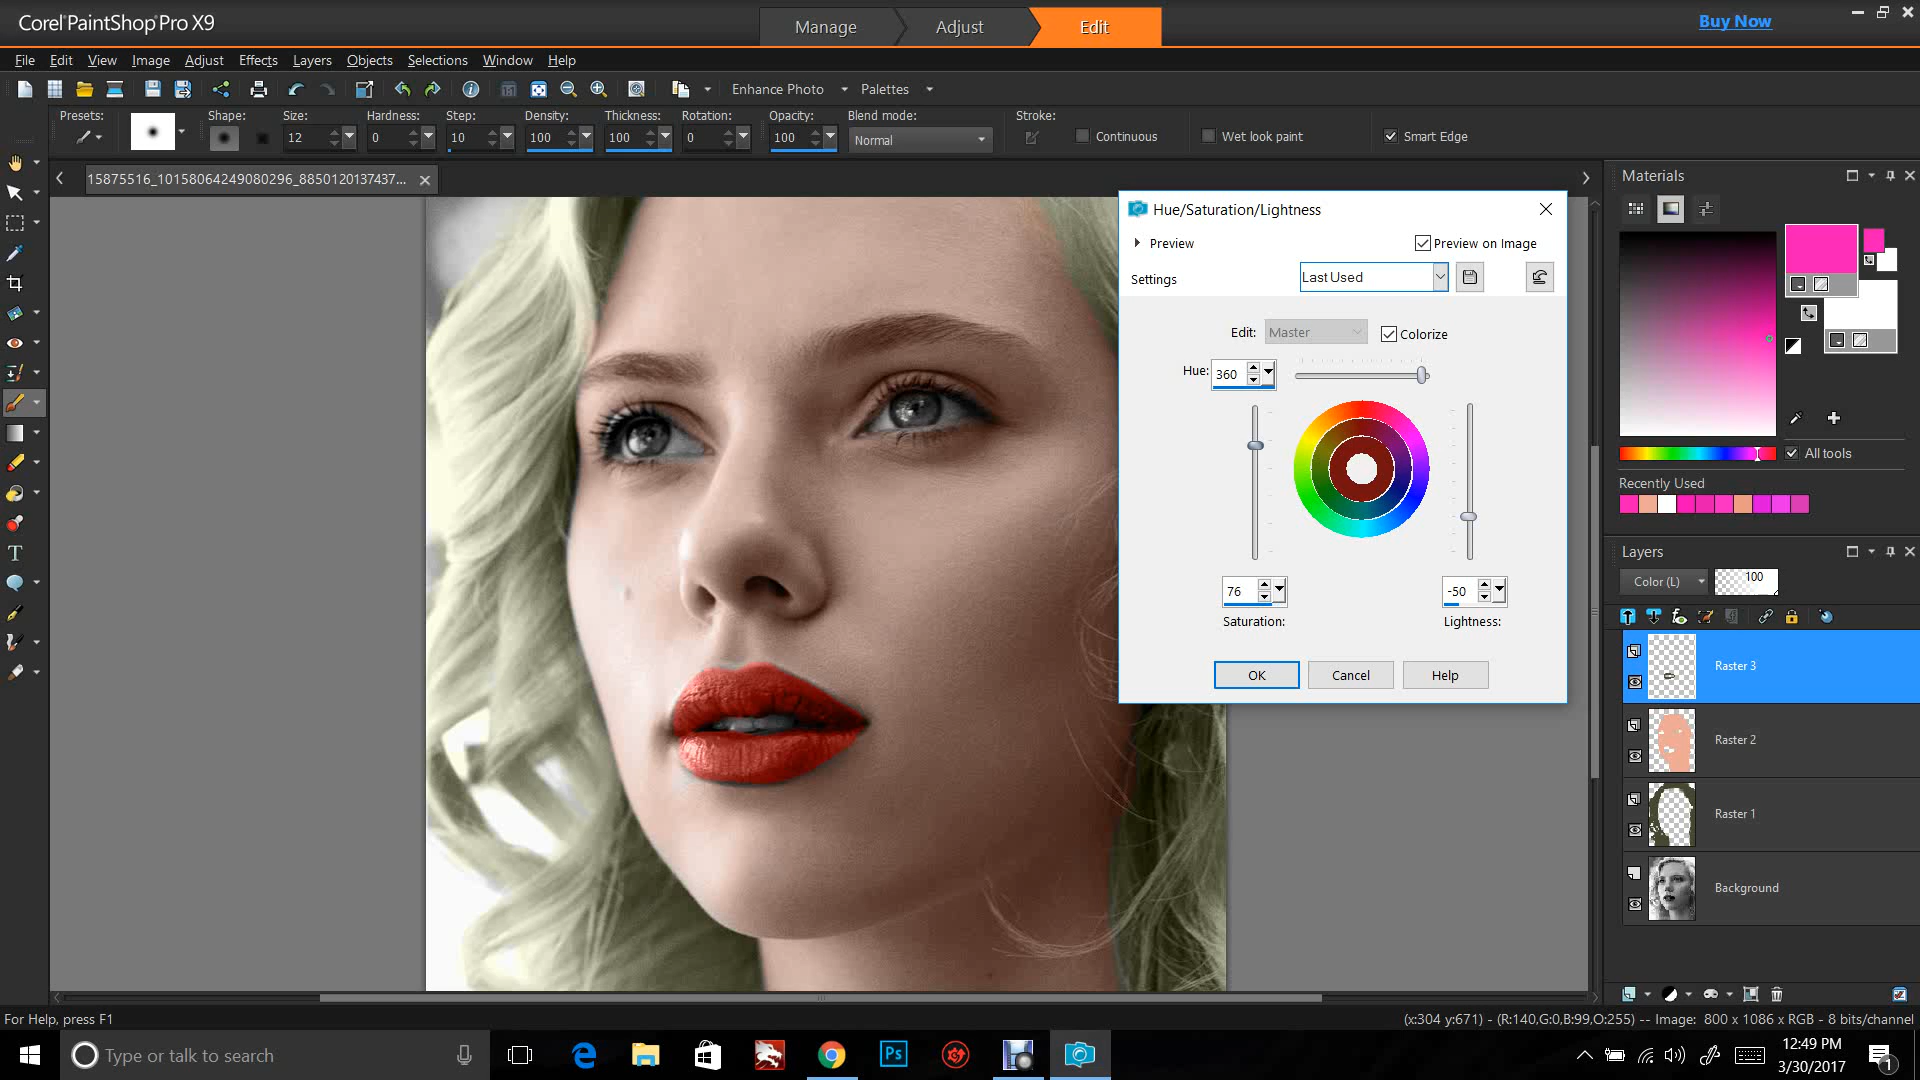 Corel PaintShop Pro X9
Manage
Adjust
Edit
Buy Now
File Edit View Image Adjust Effects Layers Objects Selections Window Help
Enhance Photo
Palettes
Presets:
Shape:
Size:
Hardness:
Step:
Density:
Thickness:
Rotation:
Opacity:
Blend mode:
Stroke:
12
0
10
100
100
0
100
Normal
Continuous
Wet look paint
Smart Edge
15875516_10158064249080296_8850120137437...
Hue/Saturation/Lightness
Preview
Preview on Image
Settings
Last Used
Edit:
Master
Colorize
Hue:
360
76
-50
Saturation:
Lightness:
OK
Cancel
Help
Materials
All tools
Recently Used
Layers
Color (L)
100
Raster 3
Raster 2
Raster 1
Background
For Help, press F1
(x:304 y:671) - (R:140,G:0,B:99,O:255) -- Image: 800 x 1086 x RGB - 8 bits/channel
Type or talk to search
Ps
12:49 PM
3/30/2017
1